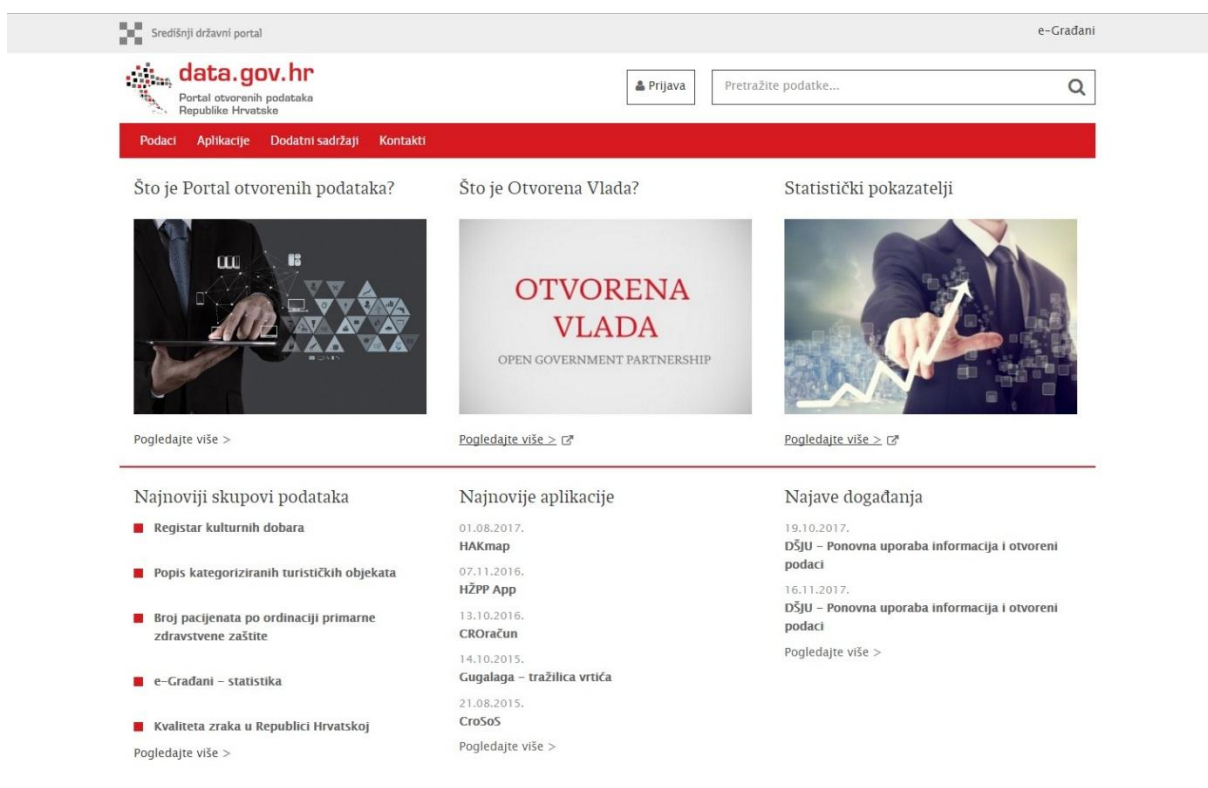 Središnji državni portal
e-Građani
data.gov.hr
Portal otvorenih podataka
Republike Hrvatske
Prijava
Pretražite podatke...
Podaci Aplikacije Dodatni sadržaji Kontakti
Što je Portal otvorenih podataka?
Pogledajte više >
Što je Otvorena Vlada?
OTVORENA
VLADA
OPEN GOVERNMENT PARTNERSHIP
Pogledajte više >
Statistički pokazatelji
Pogledajte više >
Najnoviji skupovi podataka
Registar kulturnih dobara
Popis kategoriziranih turističkih objekata
Broj pacijenata po ordinaciji primarne
zdravstvene zaštite
e-Građani – statistika
Kvaliteta zraka u Republici Hrvatskoj
Pogledajte više >
Najnovije aplikacije
01.08.2017.
HAKmap
07.11.2016.
HŽPP App
13.10.2016.
CROračun
14.10.2015.
Gugalaga – tražilica vrtića
21.08.2015.
CroSoS
Pogledajte više >
Najave događanja
19.10.2017.
DŠJU – Ponovna uporaba informacija i otvoreni
podaci
16.11.2017.
DŠJU – Ponovna uporaba informacija i otvoreni
podaci
Pogledajte više >